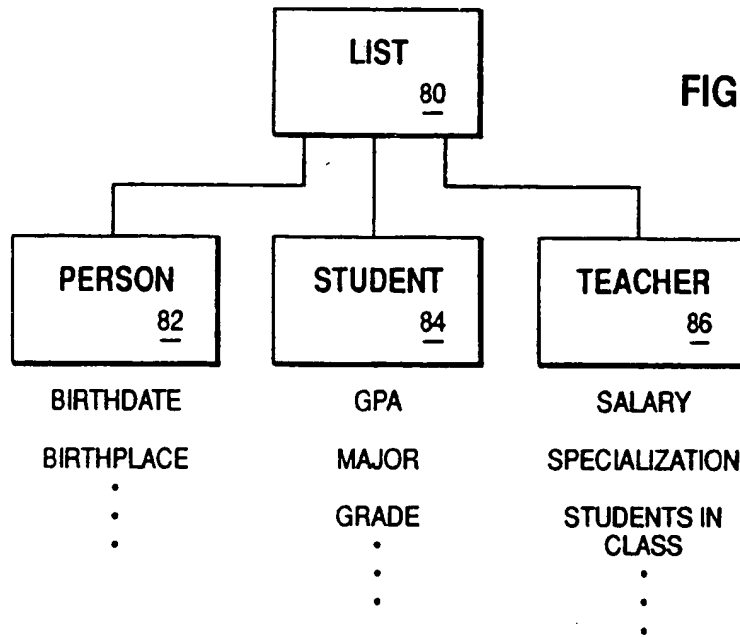 LIST
80
FIG
PERSON
82
STUDENT
84
TEACHER
86
BIRTHDATE
BIRTHPLACE
GPA
MAJOR
GRADE
SALARY
SPECIALIZATION
STUDENTS IN
CLASS